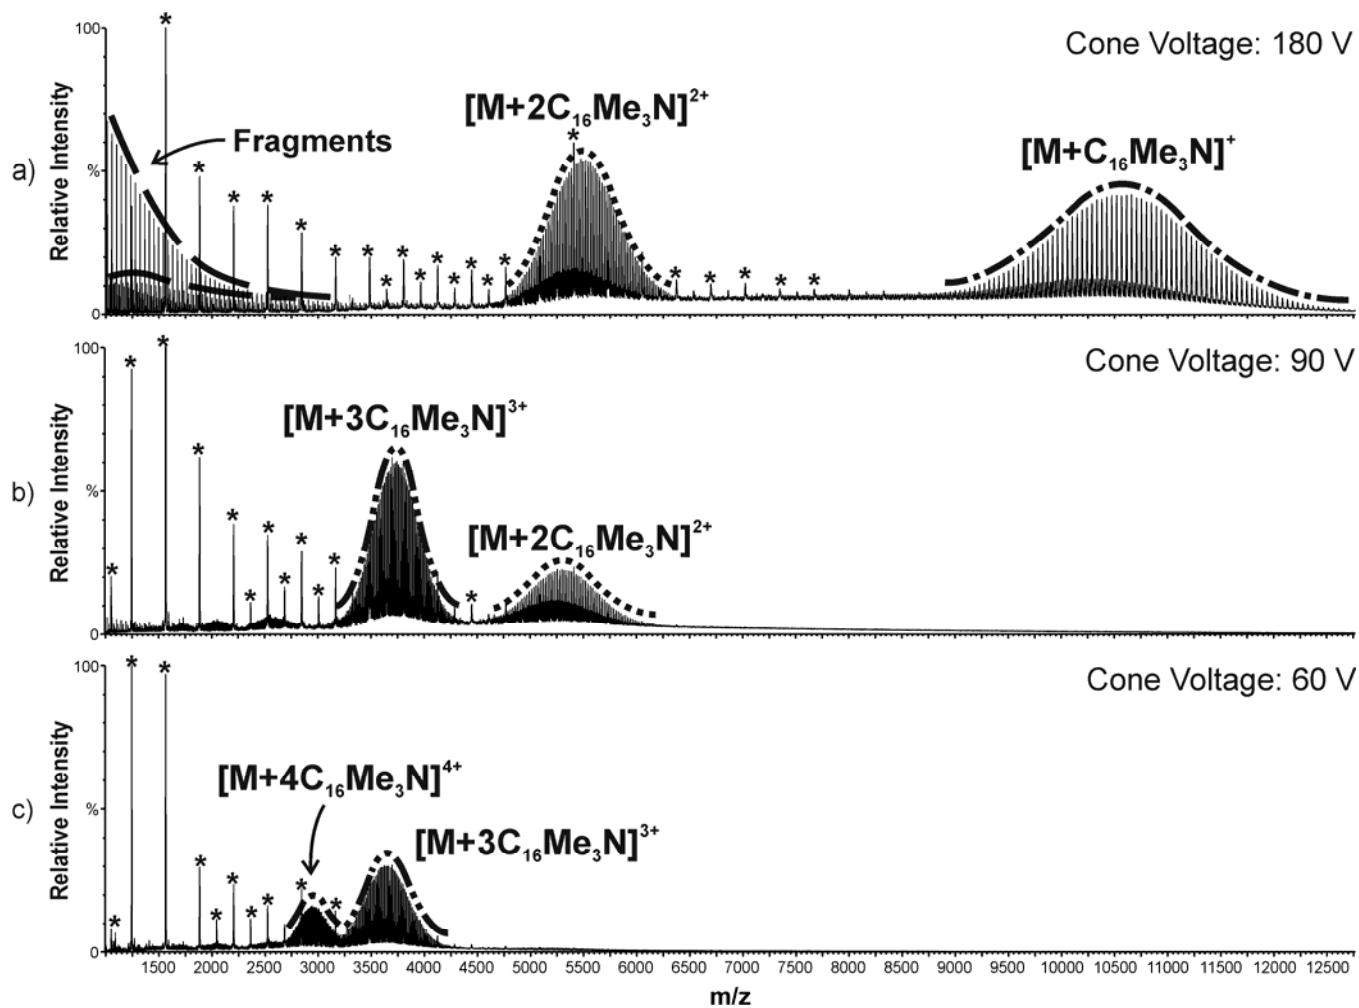 Cone Voltage: 180 V
100
%
0
Relative Intensity
a)
Fragments
[M+2C₁₆Me₃N]²⁺
[M+C₁₆Me₃N]⁺
* * * * * * * * * * * * * * * * * * * * *
Cone Voltage: 90 V
100
%
0
Relative Intensity
b)
[M+3C₁₆Me₃N]³⁺
[M+2C₁₆Me₃N]²⁺
* * * * * * * * * * * *
Cone Voltage: 60 V
100
%
0
Relative Intensity
c)
[M+4C₁₆Me₃N]⁴⁺
[M+3C₁₆Me₃N]³⁺
* * * * * * * * * *
1500 2000 2500 3000 3500 4000 4500 5000 5500 6000 6500 7000 7500 8000 8500 9000 9500 10000 10500 11000 11500 12000 12500
m/z